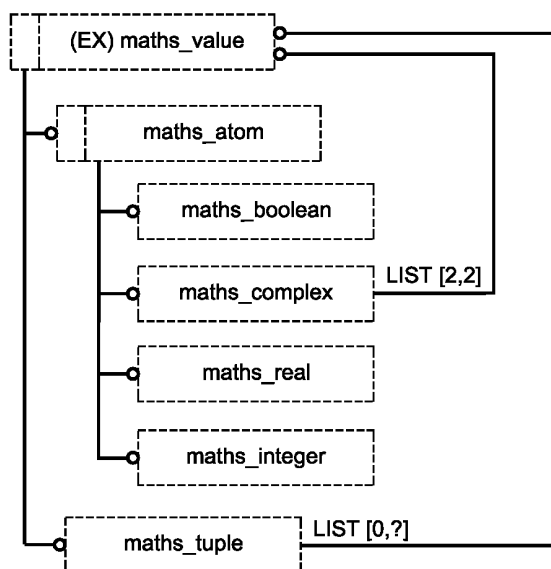 (EX) maths_value
maths_atom
maths_boolean
maths_complex
LIST [2,2]
maths_real
maths_integer
maths_tuple
LIST [0,?]